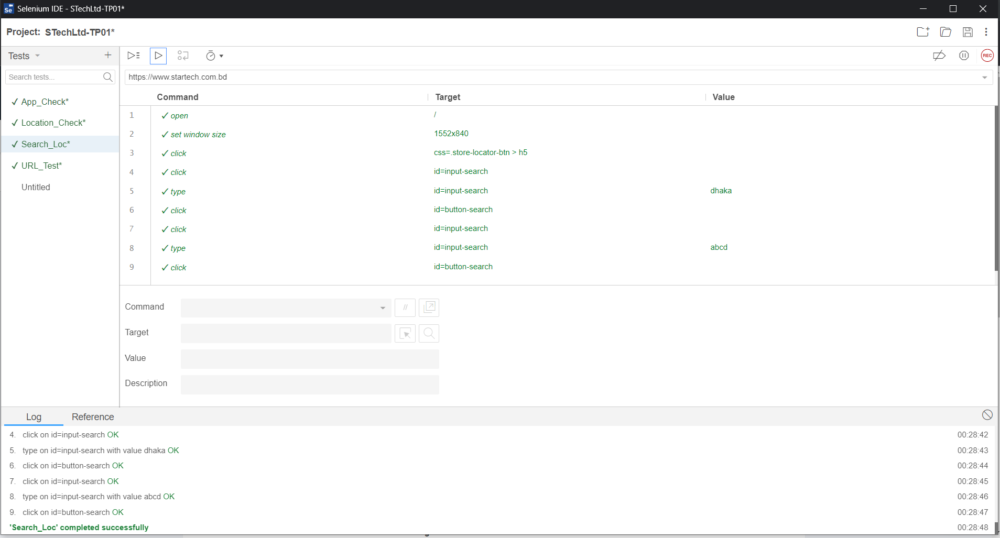 Selenium IDE - STechLtd-TP01*
Project: STechLtd-TP01*
Tests
REC
Search tests...
https://www.startech.com.bd
App_Check*
Location_Check*
Search_Loc*
URL_Test*
Untitled
Command Target Value
1 open /
2 set window size 1552x840
3 click css=.store-locator-btn > h5
4 click id=input-search
5 type id=input-search dhaka
6 click id=button-search
7 click id=input-search
8 type id=input-search abcd
9 click id=button-search
Command //
Target
Value
Description
Log Reference
4. click on id=input-search OK 00:28:42
5. type on id=input-search with value dhaka OK 00:28:43
6. click on id=button-search OK 00:28:44
7. click on id=input-search OK 00:28:45
8. type on id=input-search with value abcd OK 00:28:46
9. click on id=button-search OK 00:28:47
'Search_Loc' completed successfully 00:28:48